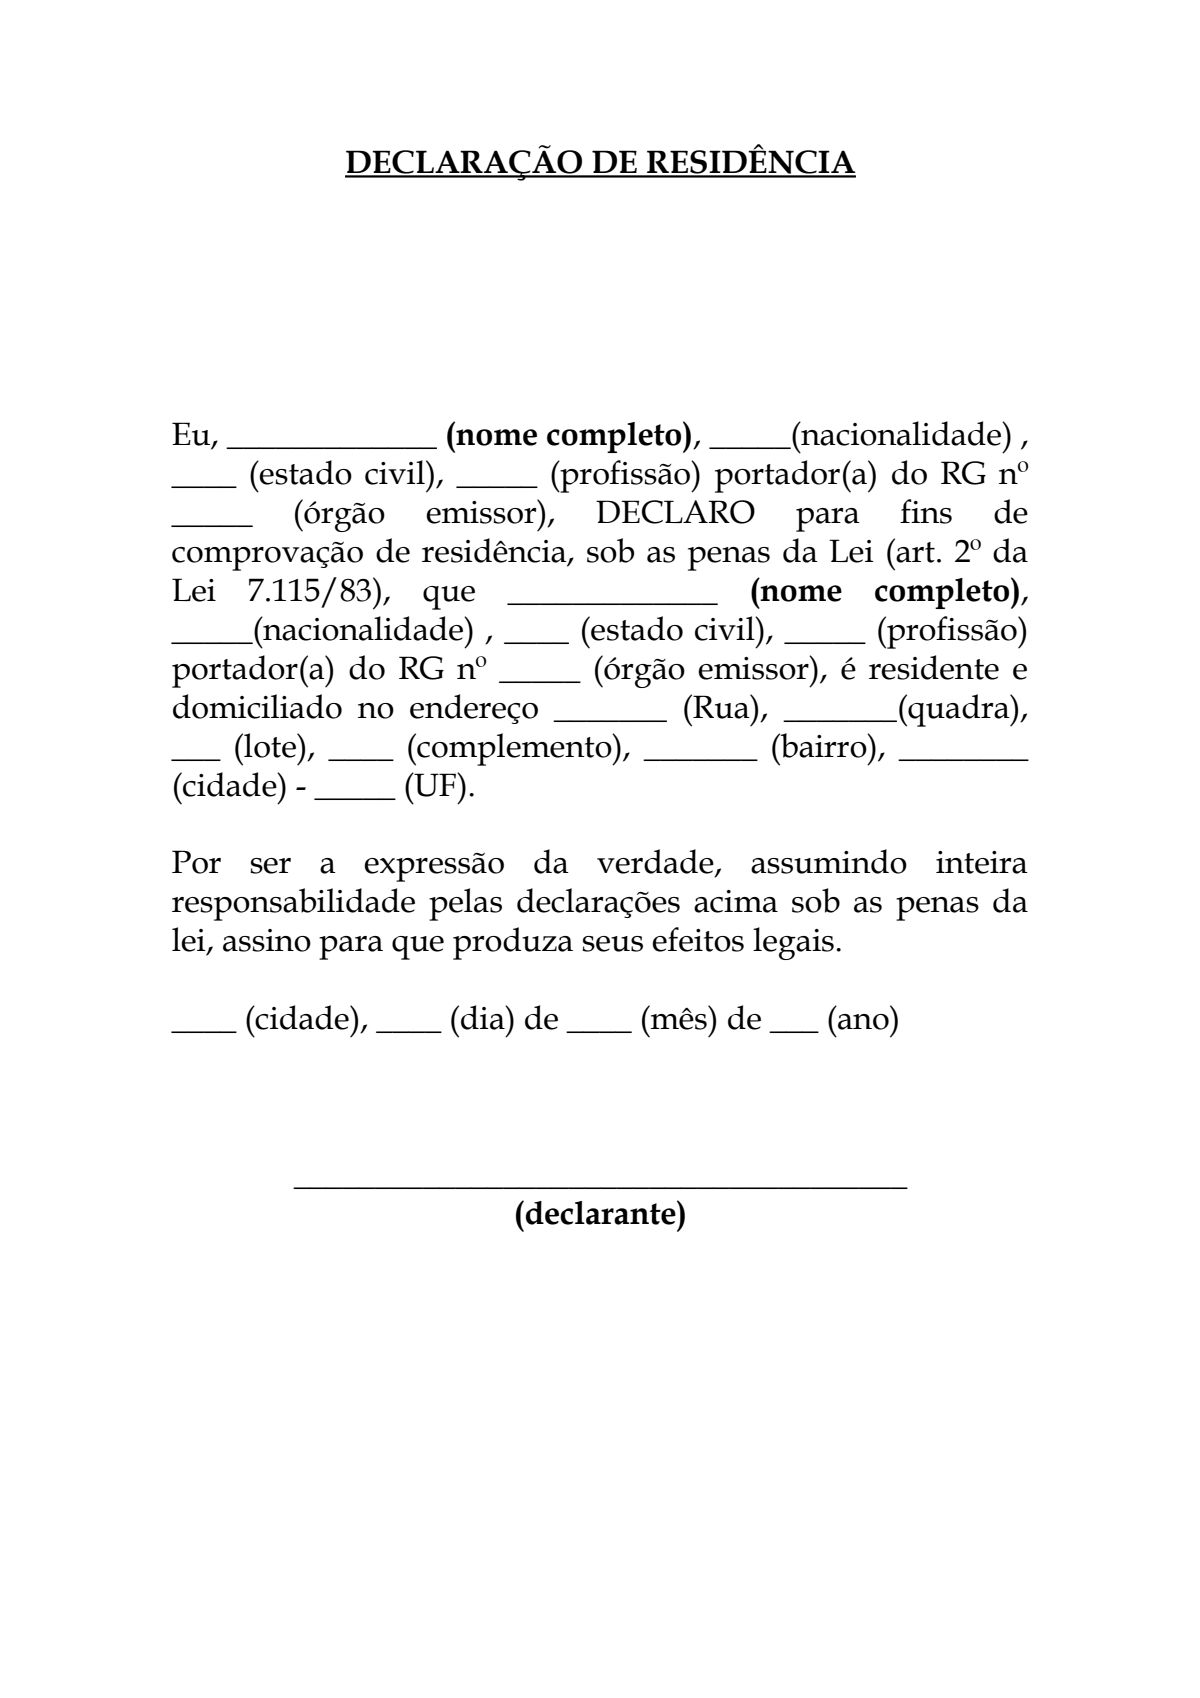 DECLARAÇÃO DE RESIDÊNCIA
Eu, _____________ (nome completo), _____(nacionalidade) ,
____ (estado civil), _____ (profissão) portador(a) do RG nº
_____ (órgão emissor), DECLARO para fins de
comprovação de residência, sob as penas da Lei (art. 2º da
Lei 7.115/83), que _____________ (nome completo),
_____(nacionalidade) , ____ (estado civil), _____ (profissão)
portador(a) do RG nº _____ (órgão emissor), é residente e
domiciliado no endereço _______ (Rua), _______(quadra),
___ (lote), ____ (complemento), _______ (bairro), ________
(cidade) - _____ (UF).
Por ser a expressão da verdade, assumindo inteira
responsabilidade pelas declarações acima sob as penas da
lei, assino para que produza seus efeitos legais.
____ (cidade), ____ (dia) de ____ (mês) de ___ (ano)
______________________________________
(declarante)